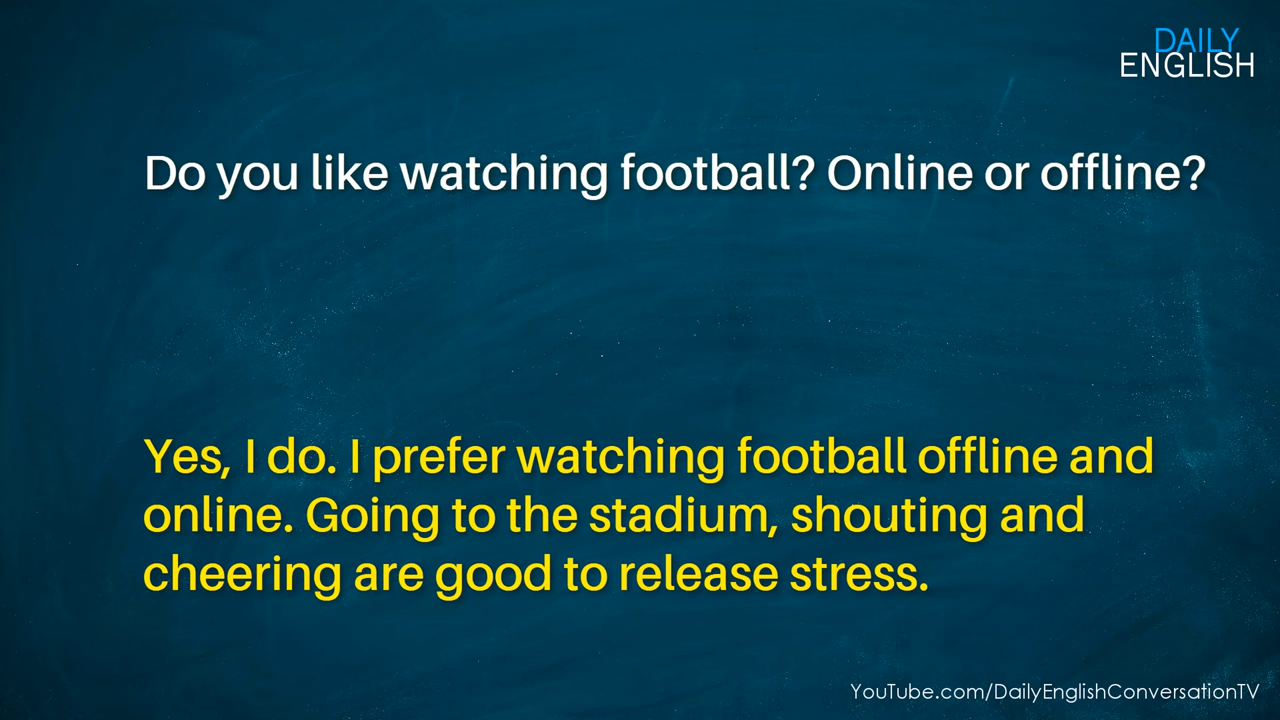 DAILY
ENGLISH
Do you like watching football? Online or offline?
Yes, I do. I prefer watching football offline and
online. Going to the stadium, shouting and
cheering are good to release stress.
YouTube.com/DailyEnglishConversationTV